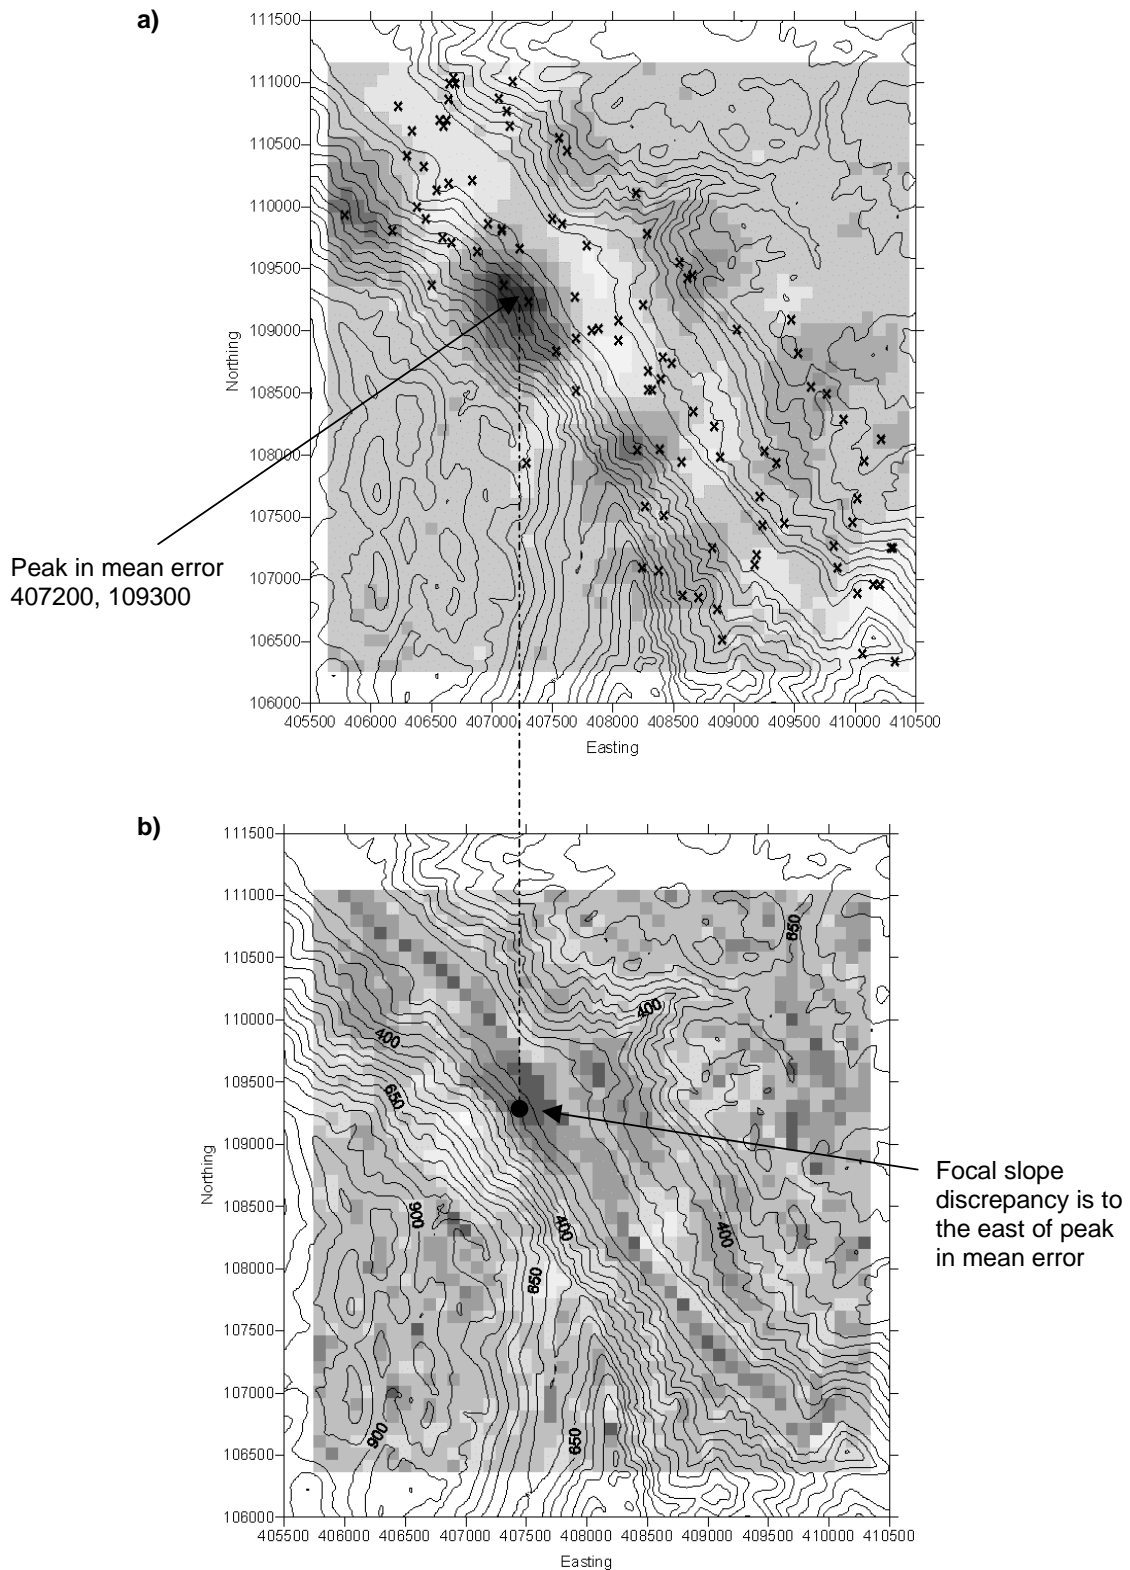 a)
111500
111000
110500
110000
109500
109000
108500
108000
107500
107000
106500
106000
Northing
405500 406000 406500 407000 407500 408000 408500 409000 409500 410000 410500
Easting
Peak in mean error
407200, 109300
b)
111500
111000
110500
110000
109500
109000
108500
108000
107500
107000
106500
106000
Northing
405500 406000 406500 407000 407500 408000 408500 409000 409500 410000 410500
Easting
650
400
400
650
900
400
400
650
900
650
Focal slope
discrepancy is to
the east of peak
in mean error